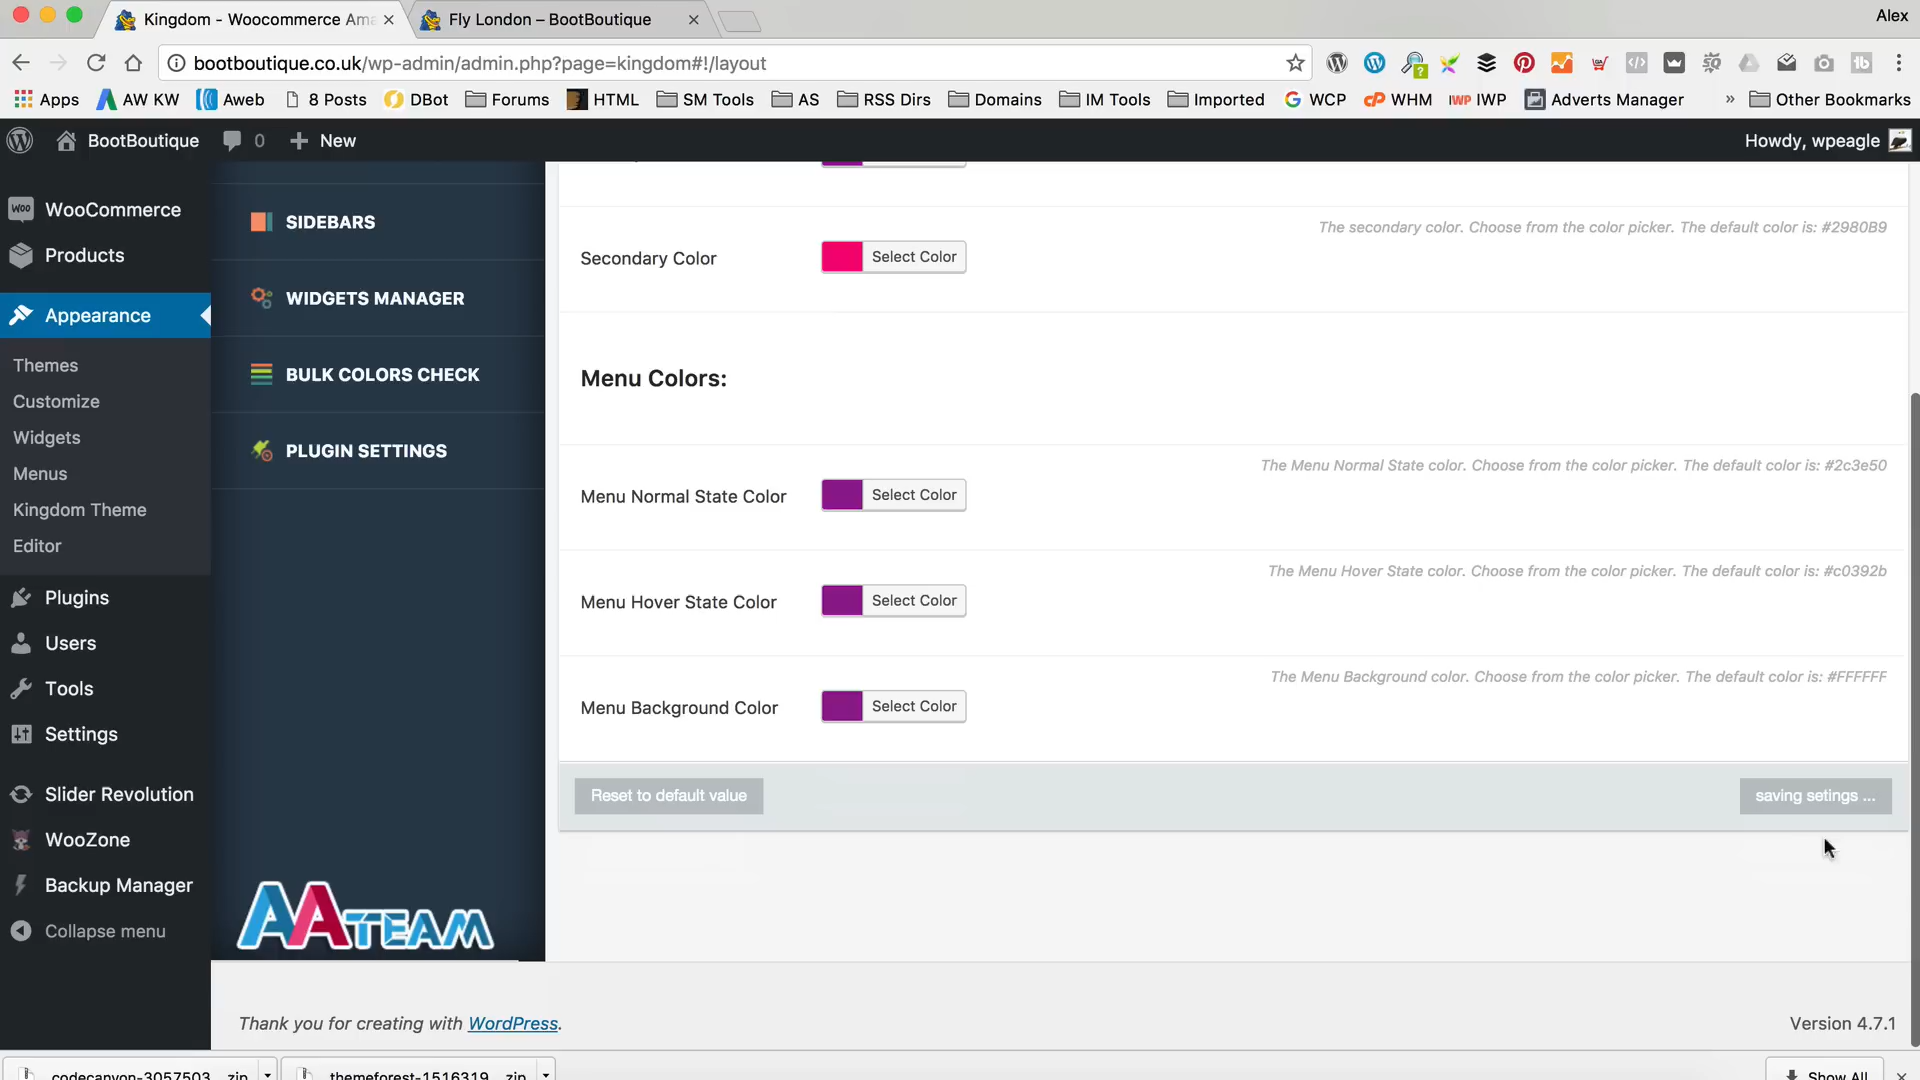 Kingdom - Woocommerce Ama
Fly London – BootBoutique
Alex
bootboutique.co.uk/wp-admin/admin.php?page=kingdom#!/layout
Apps
AW KW
Aweb
8 Posts
DBot
Forums
HTML
SM Tools
AS
RSS Dirs
Domains
IM Tools
Imported
WCP
WHM
IWP
Adverts Manager
»
Other Bookmarks
BootBoutique
0
New
Howdy, wpeagle
WooCommerce
Products
Appearance
Themes
Customize
Widgets
Menus
Kingdom Theme
Editor
Plugins
Users
Tools
Settings
Slider Revolution
WooZone
Backup Manager
Collapse menu
SIDEBARS
WIDGETS MANAGER
BULK COLORS CHECK
PLUGIN SETTINGS
AATEAM
The secondary color. Choose from the color picker. The default color is: #2980B9
Secondary Color
Select Color
Menu Colors:
The Menu Normal State color. Choose from the color picker. The default color is: #2c3e50
Menu Normal State Color
Select Color
The Menu Hover State color. Choose from the color picker. The default color is: #c0392b
Menu Hover State Color
Select Color
The Menu Background color. Choose from the color picker. The default color is: #FFFFFF
Menu Background Color
Select Color
Reset to default value
saving setings ...
Thank you for creating with WordPress.
Version 4.7.1
codecanyon-3057503....zip
themeforest-1516319....zip
Show All